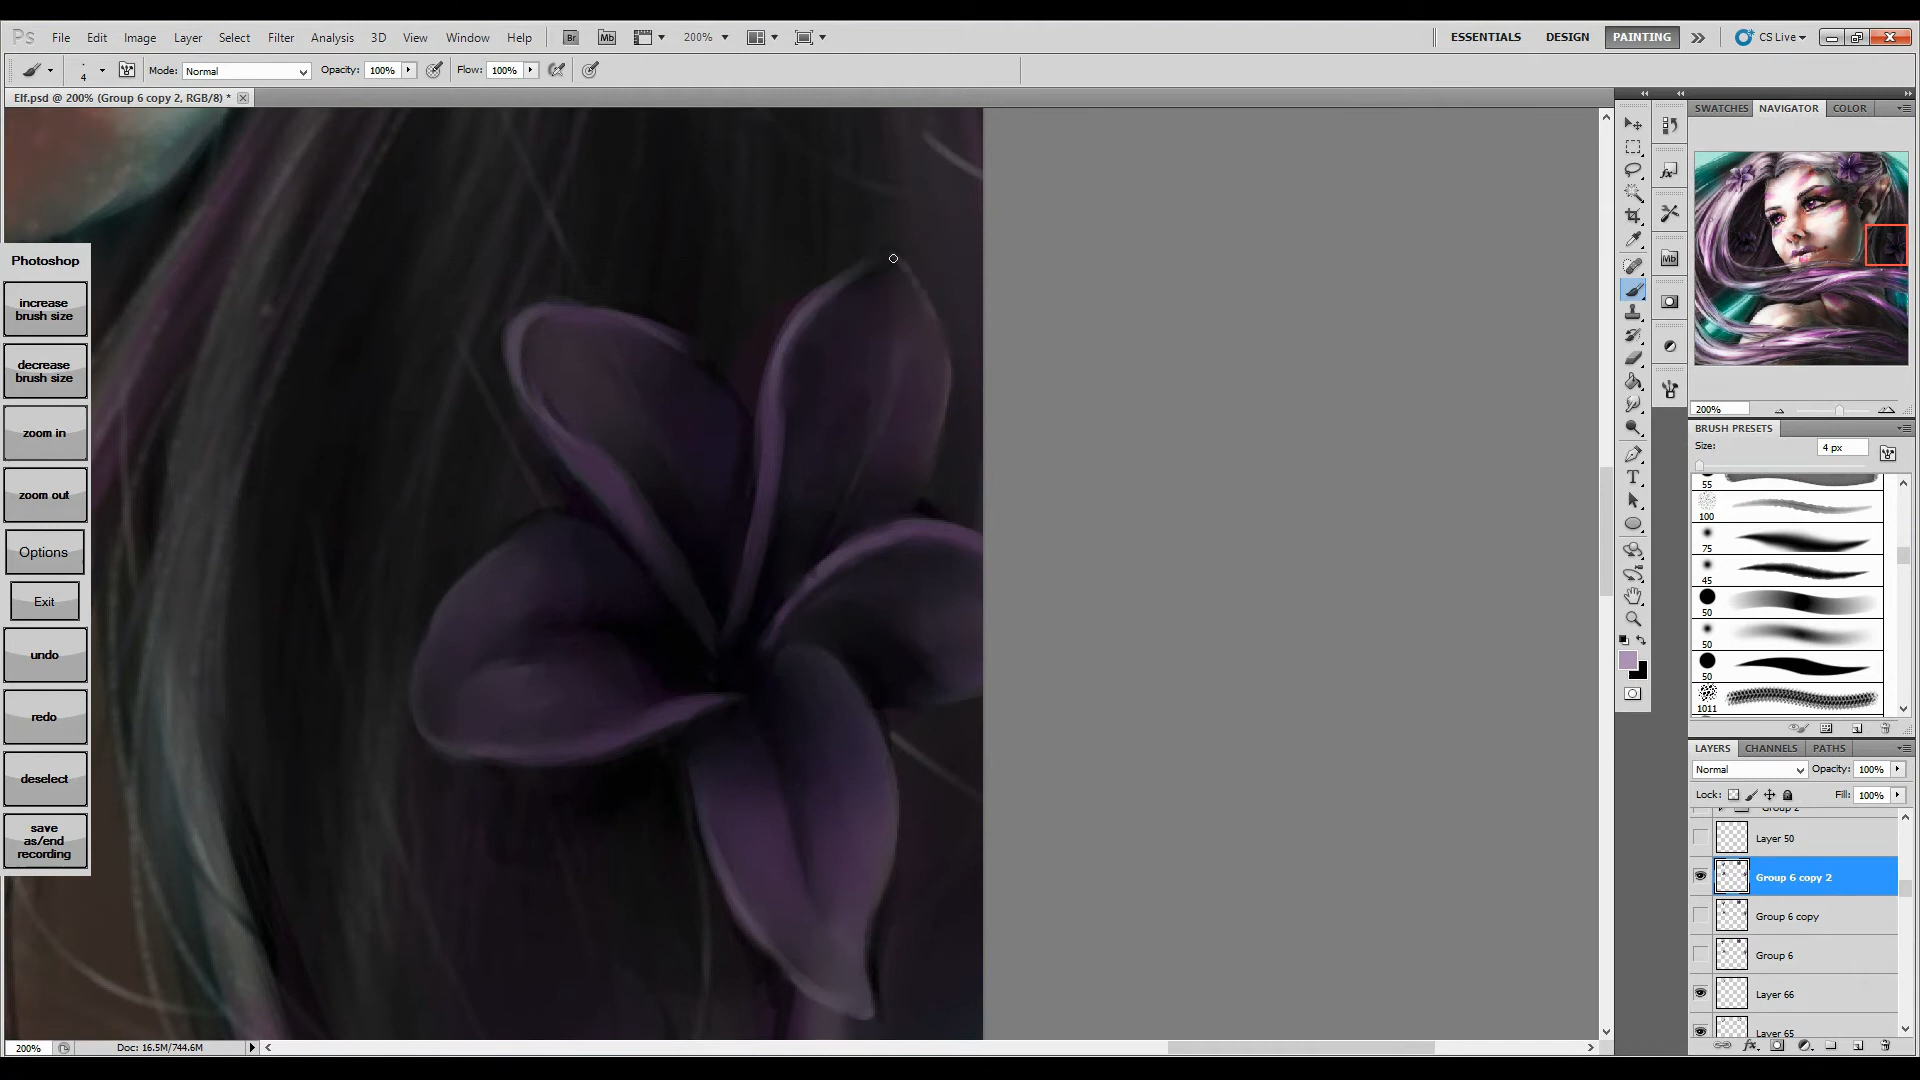 Ps File Edit Image Layer Select Filter Analysis 3D View Window Help Br Mb 200% ESSENTIALS DESIGN PAINTING CS Live
4 Mode: Normal Opacity: 100% Flow: 100%
Elf.psd @ 200% (Group 6 copy 2, RGB/8) *
SWATCHES NAVIGATOR COLOR
Photoshop
increase
brush size
decrease
brush size
zoom in
zoom out
Options
Exit
undo
redo
deselect
save
as/end
recording
Mb
200%
BRUSH PRESETS
Size: 4 px
55
100
75
45
50
50
50
1011
LAYERS CHANNELS PATHS
Normal Opacity: 100%
Lock: Fill: 100%
Group 2
Layer 50
Group 6 copy 2
Group 6 copy
Group 6
Layer 66
Layer 65
200% Doc: 16.5M/744.6M